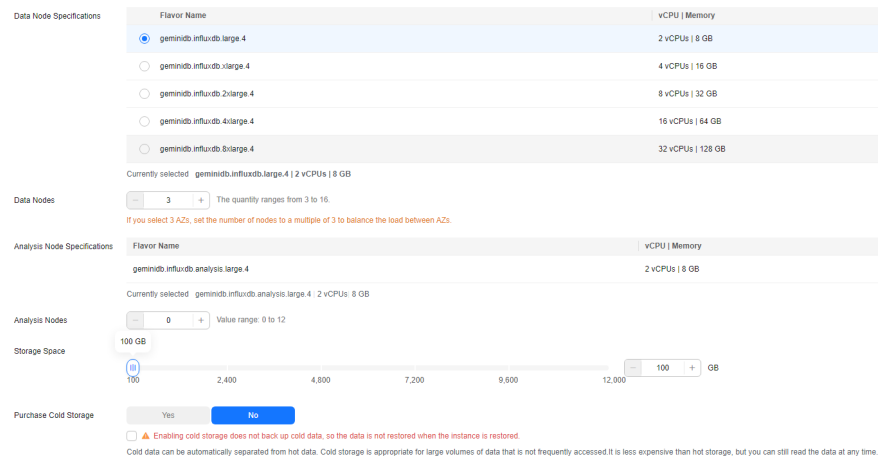 Data Node Specifications Flavor Name vCPU | Memory
geminidb.influxdb.large.4 2 vCPUs | 8 GB
geminidb.influxdb.xlarge.4 4 vCPUs | 16 GB
geminidb.influxdb.2xlarge.4 8 vCPUs | 32 GB
geminidb.influxdb.4xlarge.4 16 vCPUs | 64 GB
geminidb.influxdb.8xlarge.4 32 vCPUs | 128 GB
Currently selected geminidb.influxdb.large.4 | 2 vCPUs | 8 GB
Data Nodes − 3 + The quantity ranges from 3 to 16.
If you select 3 AZs, set the number of nodes to a multiple of 3 to balance the load between AZs.
Analysis Node Specifications Flavor Name vCPU | Memory
geminidb.influxdb.analysis.large.4 2 vCPUs | 8 GB
Currently selected geminidb.influxdb.analysis.large.4 | 2 vCPUs: 8 GB
Analysis Nodes − 0 + Value range: 0 to 12
100 GB
Storage Space − 100 + GB
100 2,400 4,800 7,200 9,600 12,000
Purchase Cold Storage Yes No
Enabling cold storage does not back up cold data, so the data is not restored when the instance is restored.
Cold data can be automatically separated from hot data. Cold storage is appropriate for large volumes of data that is not frequently accessed.It is less expensive than hot storage, but you can still read the data at any time.